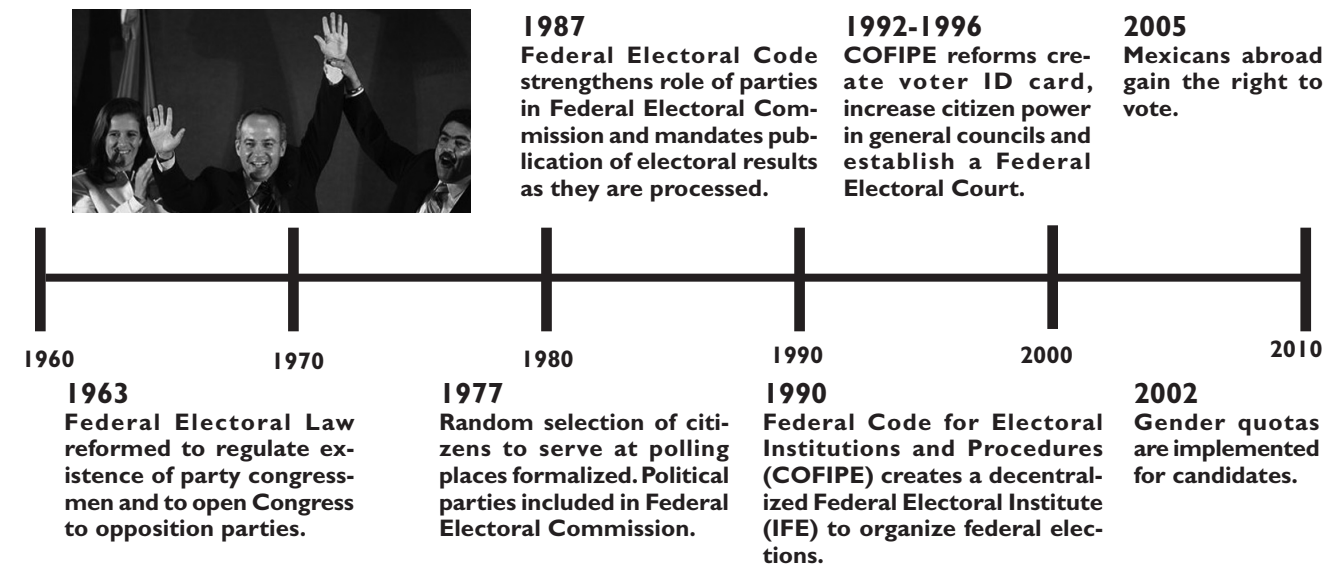 1987
Federal Electoral Code
strengthens role of parties
in Federal Electoral Com-
mission and mandates pub-
lication of electoral results
as they are processed.
1992-1996
COFIPE reforms cre-
ate voter ID card,
increase citizen power
in general councils and
establish a Federal
Electoral Court.
2005
Mexicans abroad
gain the right to
vote.
1960
1970
1980
1990
2000
2010
1963
Federal Electoral Law
reformed to regulate ex-
istence of party congress-
men and to open Congress
to opposition parties.
1977
Random selection of citi-
zens to serve at polling
places formalized. Political
parties included in Federal
Electoral Commission.
1990
Federal Code for Electoral
Institutions and Procedures
(COFIPE) creates a decentral-
ized Federal Electoral Institute
(IFE) to organize federal elec-
tions.
2002
Gender quotas
are implemented
for candidates.